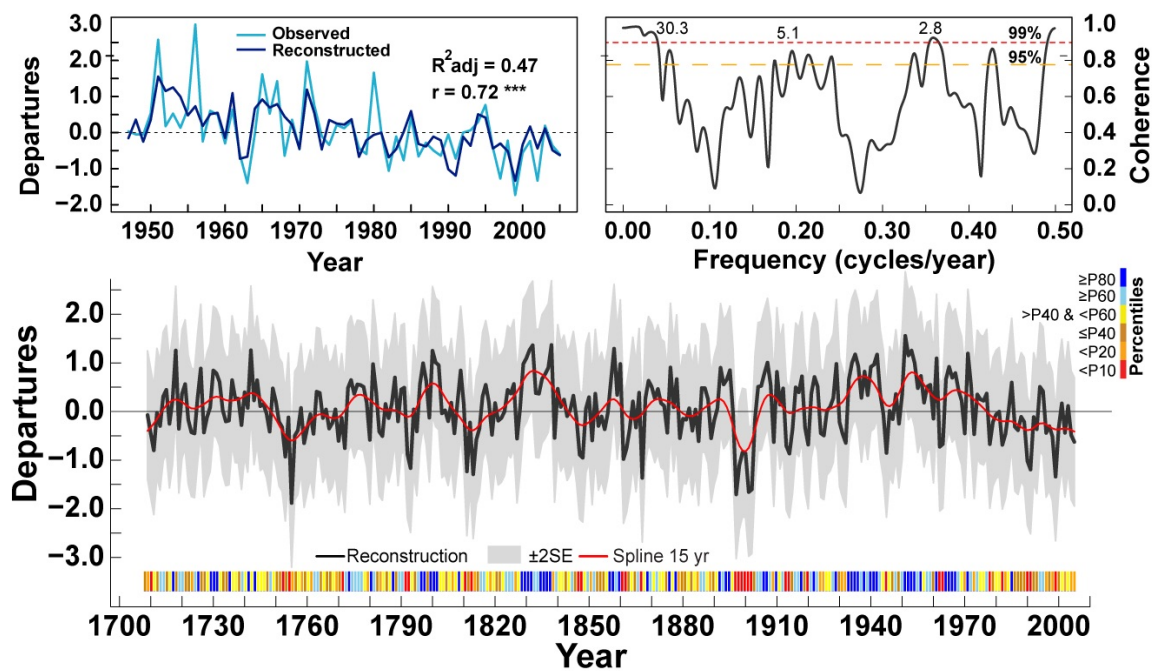 3.0
2.0
1.0
0.0
-1.0
-2.0
Departures
Observed
Reconstructed
R²adj = 0.47
r = 0.72 ***
1950 1960 1970 1980 1990 2000
Year
30.3 5.1 2.8 99%
95%
1.0
0.8
0.6
0.4
0.2
0.0
Coherence
0.00 0.10 0.20 0.30 0.40 0.50
Frequency (cycles/year)
≥P80
≥P60
>P40 & <P60
≤P40
<P20
<P10
Percentiles
2.0
1.0
0.0
-1.0
-2.0
-3.0
Departures
Reconstruction ±2SE Spline 15 yr
1700 1730 1760 1790 1820 1850 1880 1910 1940 1970 2000
Year